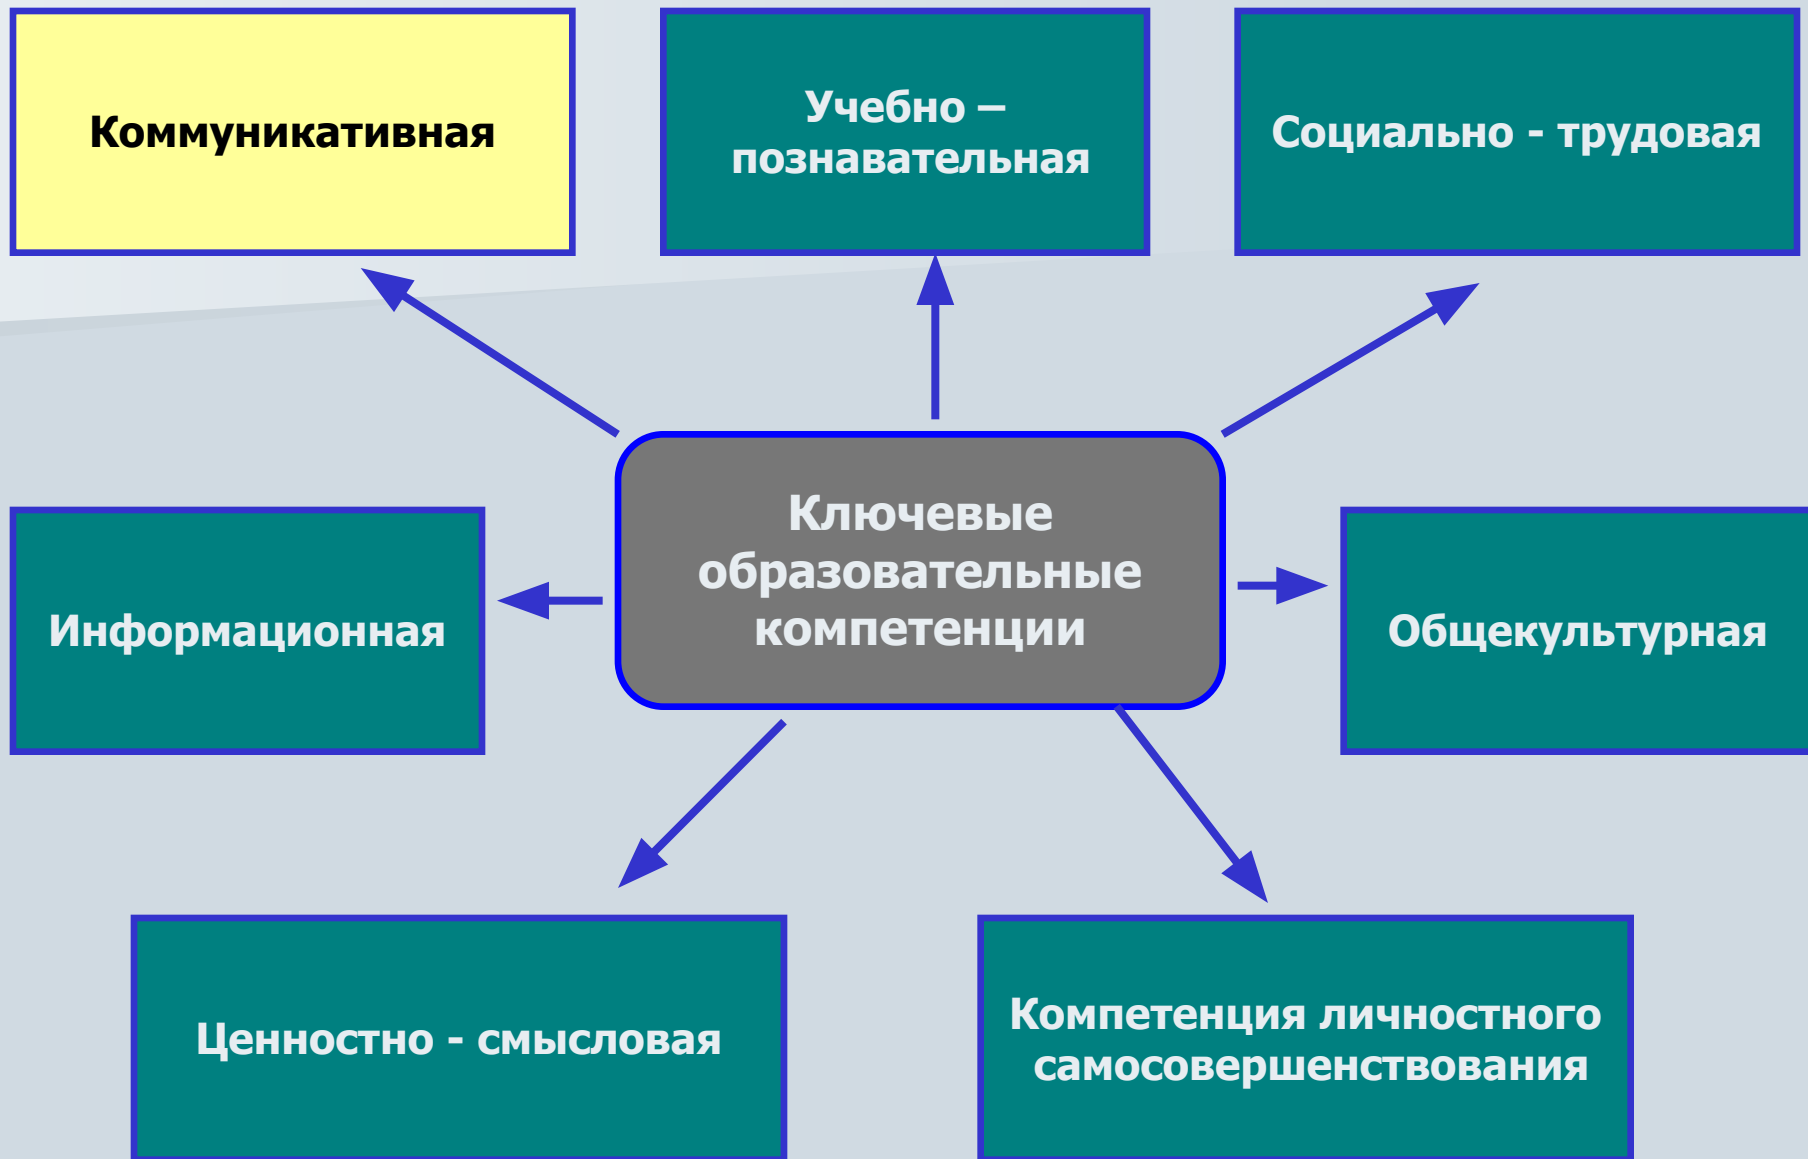 Коммуникативная
Учебно –
познавательная
Социально - трудовая
Ключевые
образовательные
компетенции
Информационная
Общекультурная
Ценностно - смысловая
Компетенция личностного
самосовершенствования